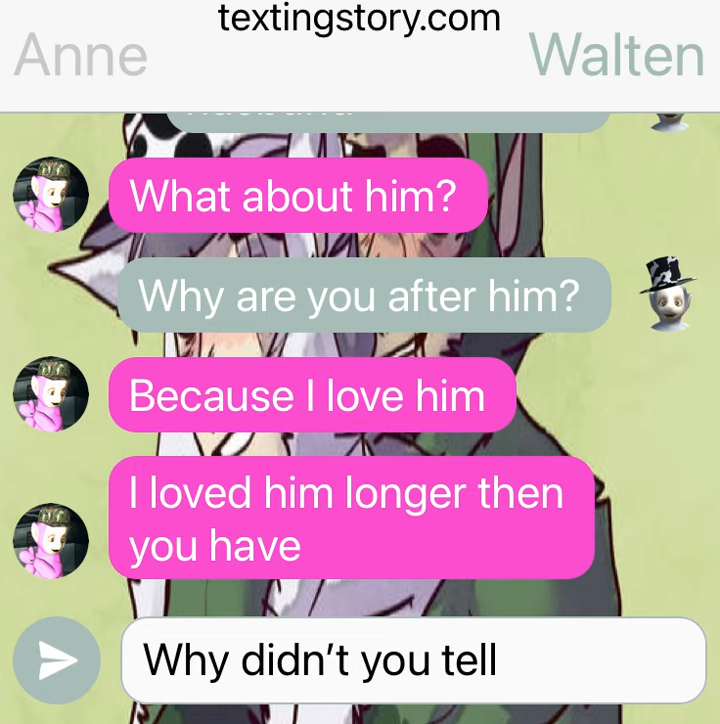 textingstory.com
Anne Walten
What about him?
Why are you after him?
Because I love him
I loved him longer then
you have
Why didn't you tell